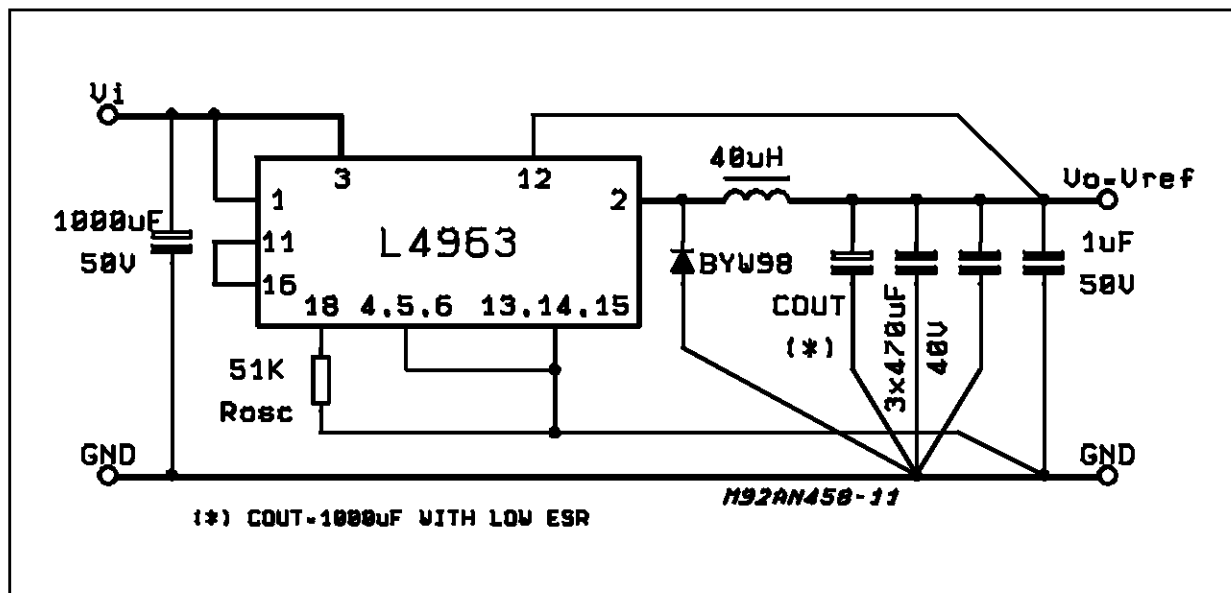 Vi
3
12
40uH
Vo=Vref
1
2
1000uF
50V
11
L4963
BYW98
1uF
50V
16
18
4,5,6
13,14,15
COUT
(*)
3x470uF
40V
51K
Rosc
GND
GND
M92AN458-11
(*) COUT=1000uF WITH LOW ESR